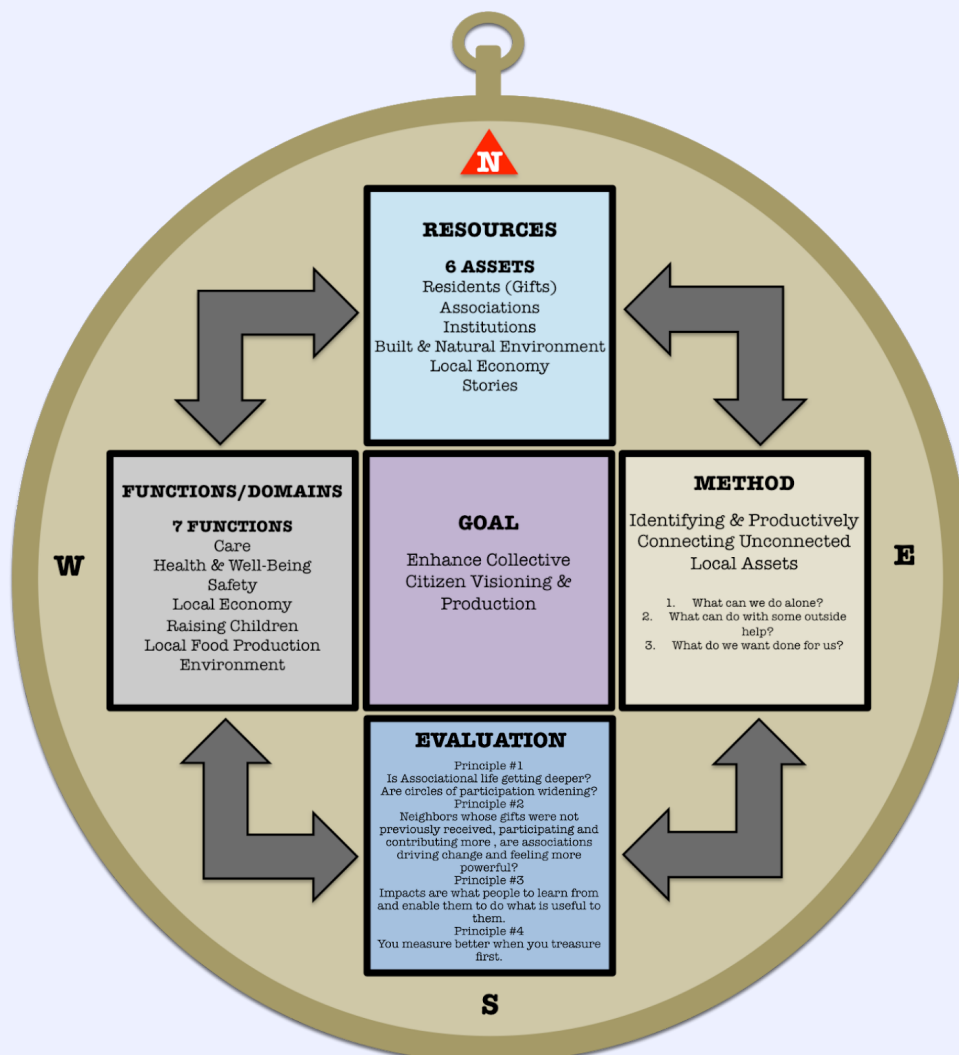 N
RESOURCES
6 ASSETS
Residents (Gifts)
Associations
Institutions
Built & Natural Environment
Local Economy
Stories
W
FUNCTIONS/DOMAINS
7 FUNCTIONS
Care
Health & Well-Being
Safety
Local Economy
Raising Children
Local Food Production
Environment
GOAL
Enhance Collective
Citizen Visioning &
Production
METHOD
Identifying & Productively
Connecting Unconnected
Local Assets
1. What can we do alone?
2. What can do with some outside
help?
3. What do we want done for us?
E
EVALUATION
Principle #1
Is Associational life getting deeper?
Are circles of participation widening?
Principle #2
Neighbors whose gifts were not
previously received, participating and
contributing more , are associations
driving change and feeling more
powerful?
Principle #3
Impacts are what people to learn from
and enable them to do what is useful to
them.
Principle #4
You measure better when you treasure
first.
S